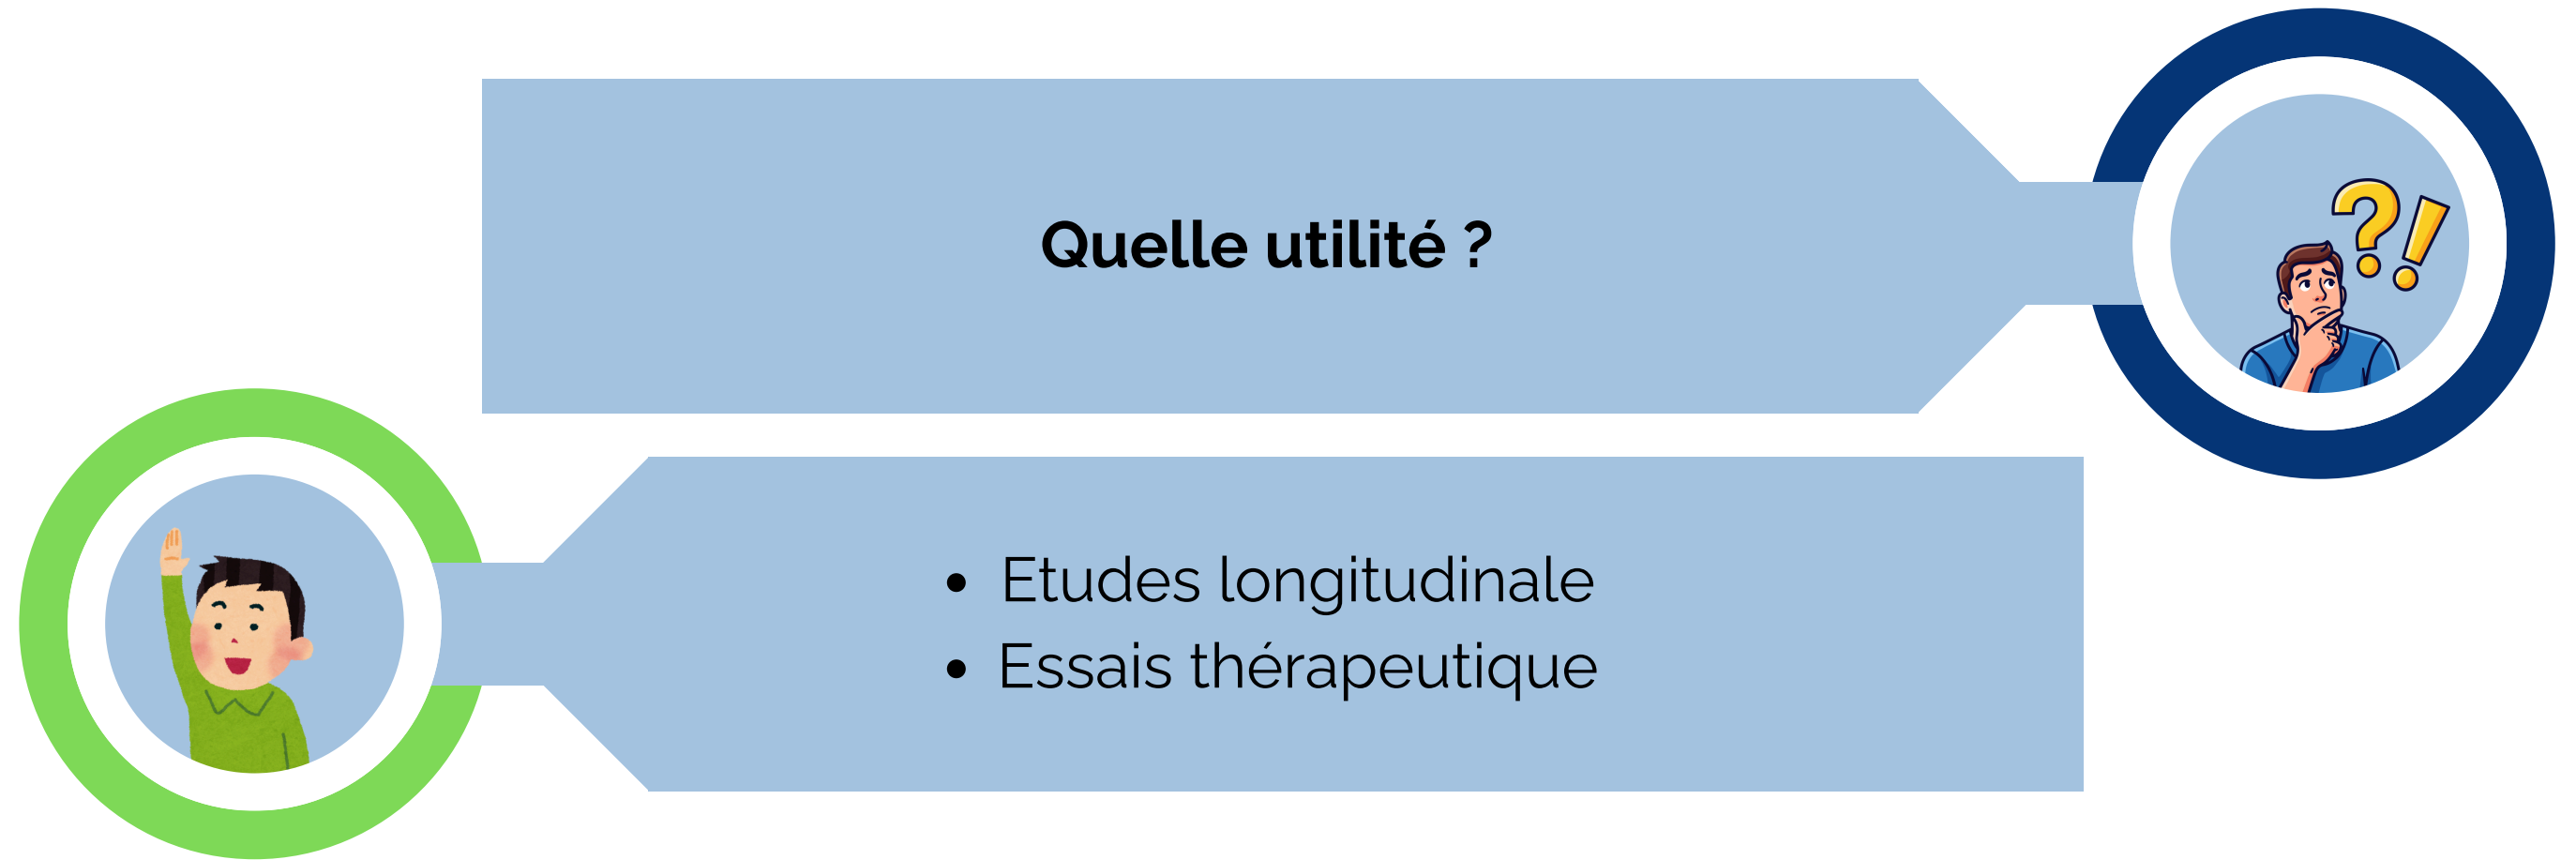 Quelle utilité ?
• Etudes longitudinale
• Essais thérapeutique